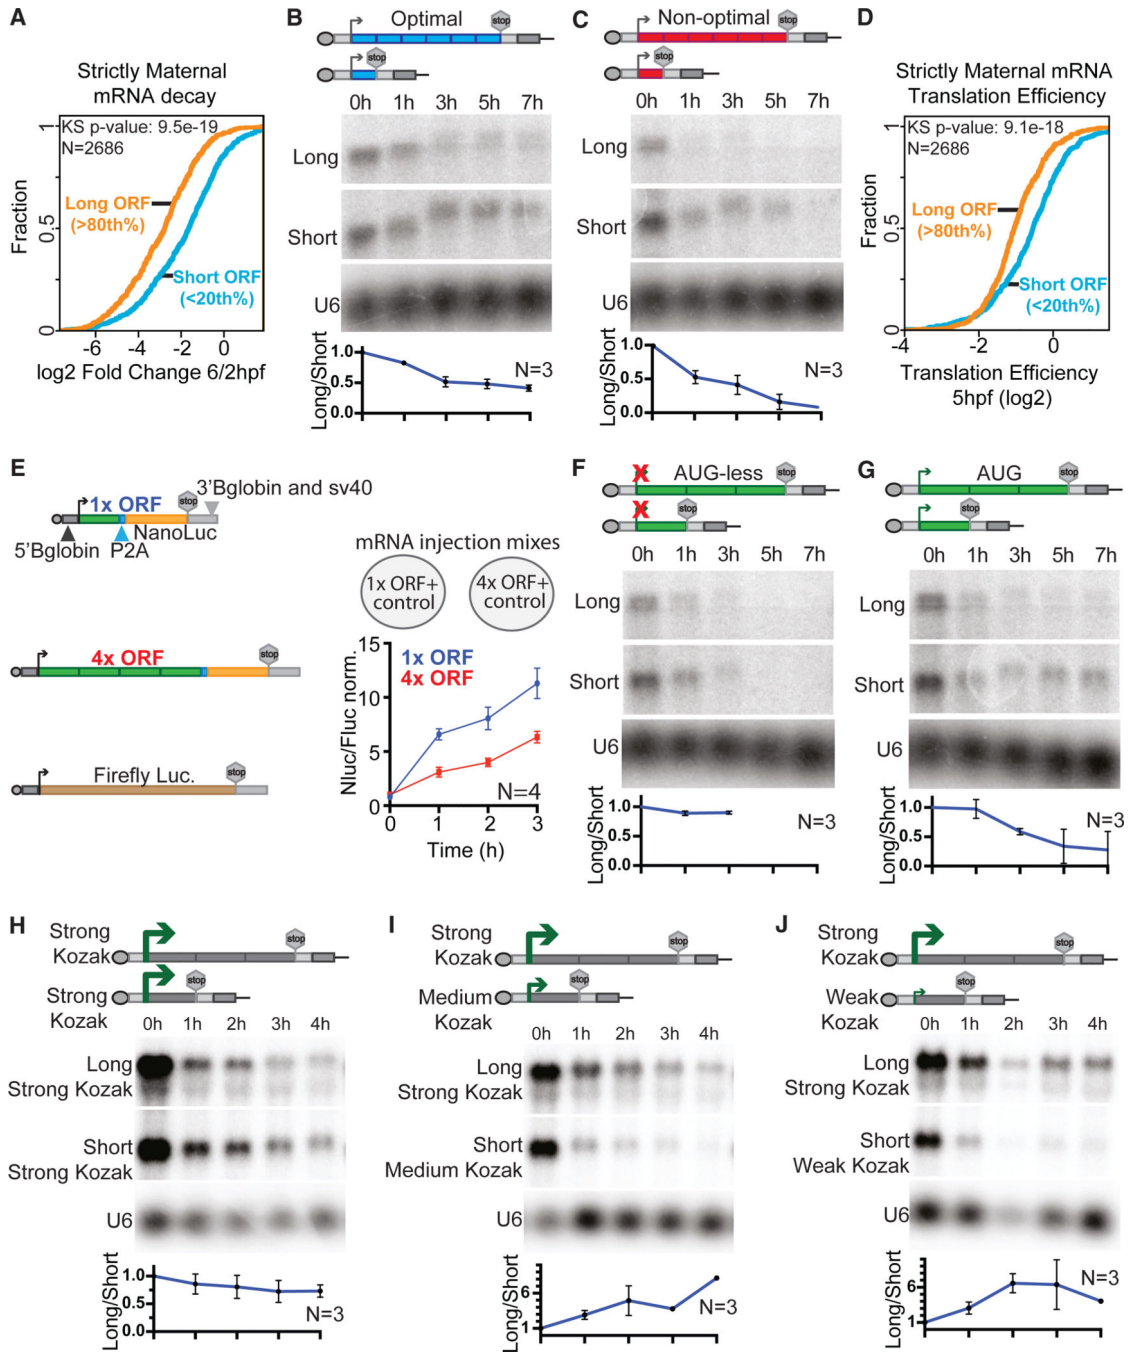 A
Strictly Maternal
mRNA decay
KS p-value: 9.5e-19
N=2686
Long ORF
(>80th%)
Short ORF
(<20th%)
Fraction
1
0.5
0
-6 -4 -2 0
log2 Fold Change 6/2hpf
B
Optimal
stop
stop
0h 1h 3h 5h 7h
Long
Short
U6
Long/Short
1.0
0.5
0.0
N=3
C
Non-optimal
stop
stop
0h 1h 3h 5h 7h
Long
Short
U6
Long/Short
1.0
0.5
0.0
N=3
D
Strictly Maternal mRNA
Translation Efficiency
KS p-value: 9.1e-18
N=2686
Long ORF
(>80th%)
Short ORF
(<20th%)
Fraction
1
0.5
0
-4 -2 0
Translation Efficiency
5hpf (log2)
E
1x ORF
stop
3'Bglobin and sv40
NanoLuc
5'Bglobin P2A
4x ORF
stop
Firefly Luc.
stop
mRNA injection mixes
1x ORF+
control
4x ORF+
control
1x ORF
4x ORF
Nluc/Fluc norm.
15
10
5
0
N=4
0 1 2 3
Time (h)
F
X
AUG-less
stop
X
stop
0h 1h 3h 5h 7h
Long
Short
U6
Long/Short
1.0
0.5
0.0
N=3
G
AUG
stop
stop
0h 1h 3h 5h 7h
Long
Short
U6
Long/Short
1.0
0.5
0.0
N=3
H
Strong
Kozak
stop
Strong
Kozak
stop
0h 1h 2h 3h 4h
Long
Strong Kozak
Short
Strong Kozak
U6
Long/Short
1.0
0.5
0.0
N=3
I
Strong
Kozak
stop
Medium
Kozak
stop
0h 1h 2h 3h 4h
Long
Strong Kozak
Short
Medium Kozak
U6
Long/Short
6
1
N=3
J
Strong
Kozak
stop
Weak
Kozak
stop
0h 1h 2h 3h 4h
Long
Strong Kozak
Short
Weak Kozak
U6
Long/Short
6
1
N=3